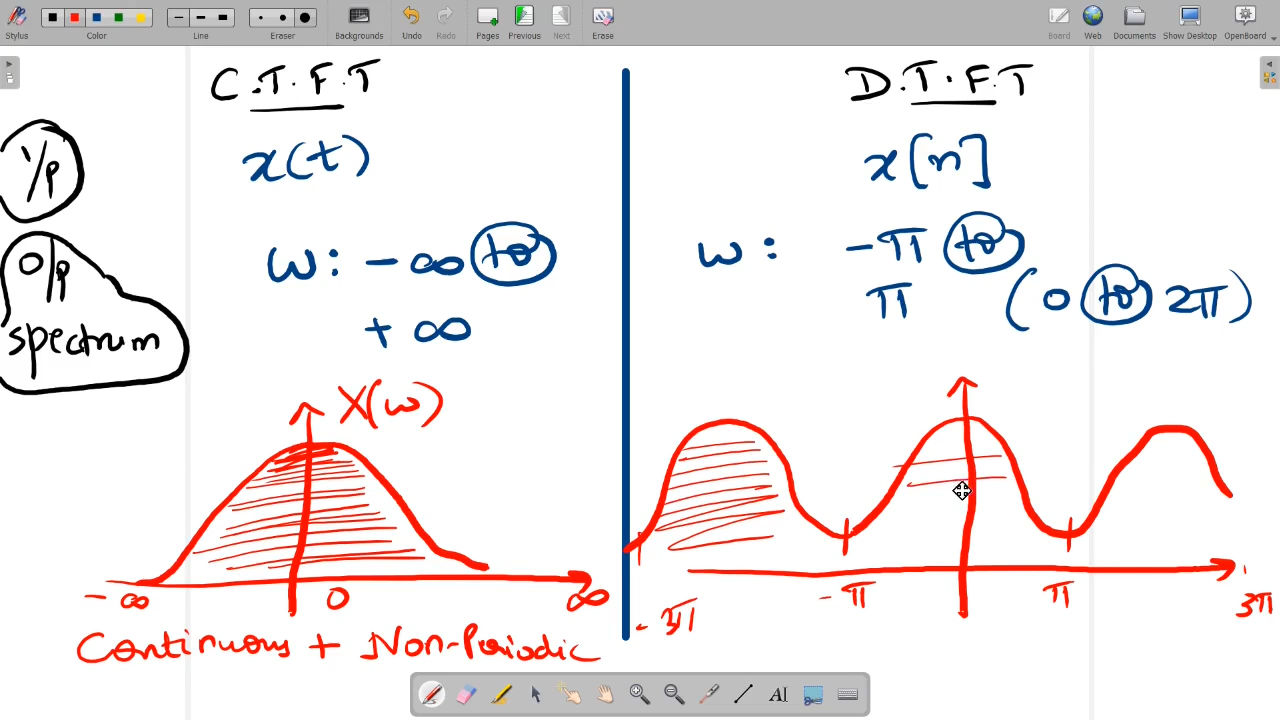 Stylus
Color
Line
Eraser
Backgrounds
Undo
Redo
Pages
Previous
Next
Erase
Board
Web
Documents
Show Desktop
OpenBoard
C.T.F.T
D.T.F.T
I/P
x(t)
x[n]
O/P
spectrum
ω: -∞ to
+ ∞
ω: -π to
π (0 to 2π)
X(ω)
-∞ 0 ∞
-3π -π π 3π
Continuous + Non-Periodic
AI